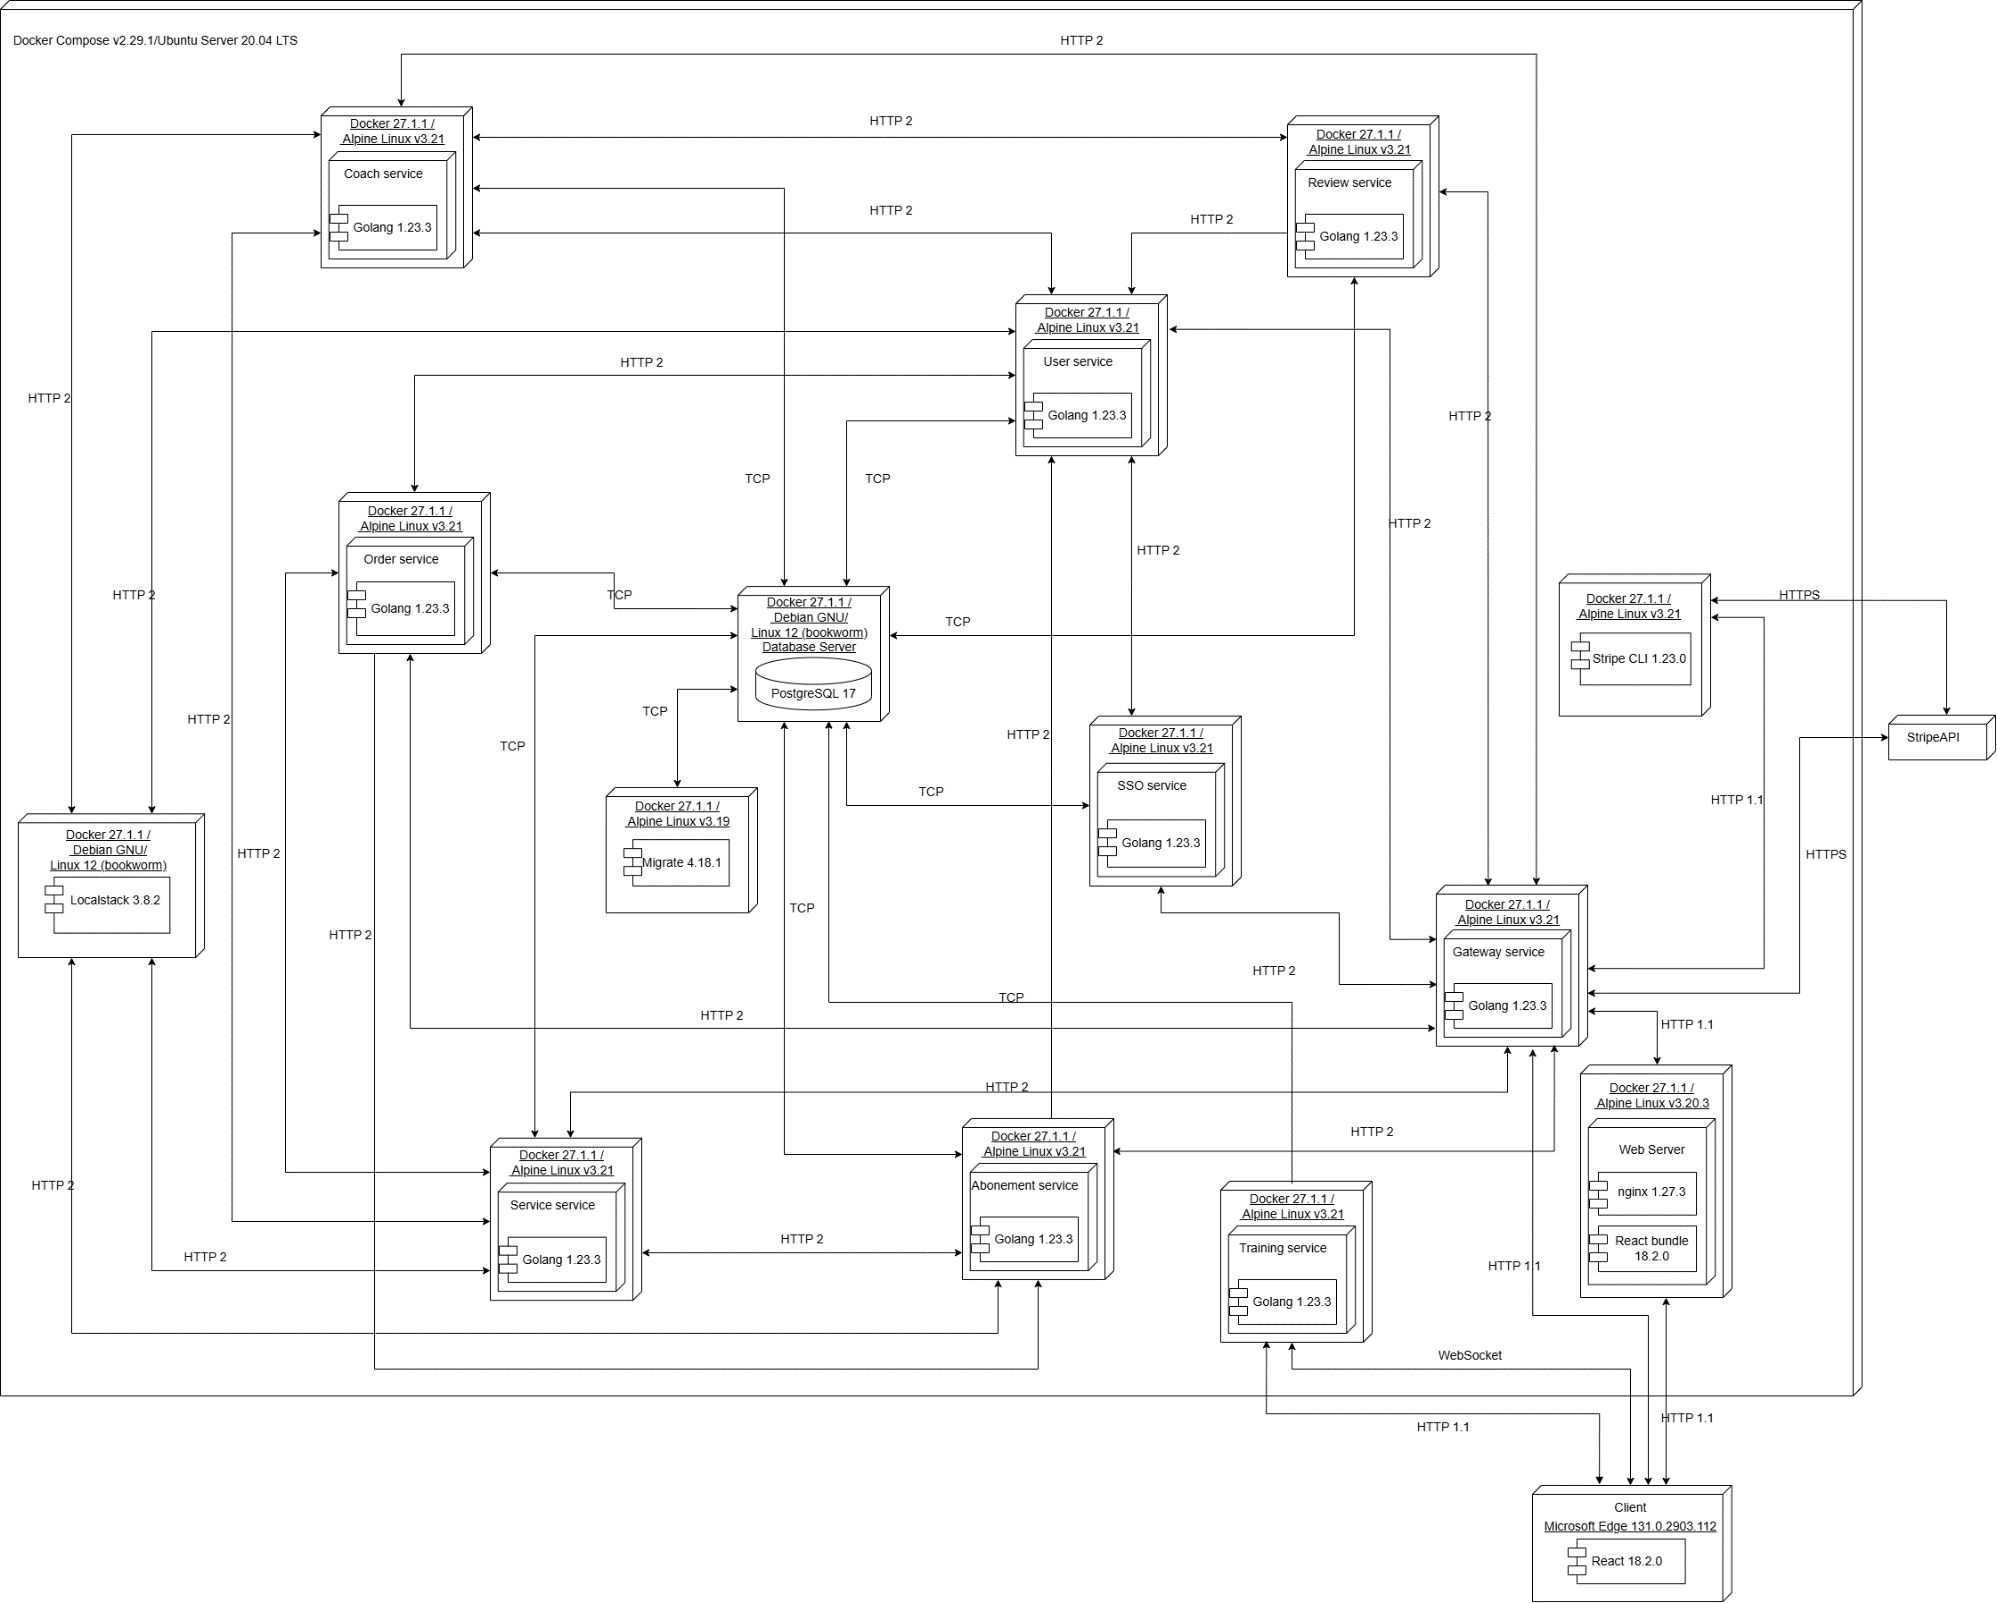 Docker Compose v2.29.1/Ubuntu Server 20.04 LTS
HTTP 2
Docker 27.1.1 /
Alpine Linux v3.21
Coach service
Golang 1.23.3
HTTP 2
Docker 27.1.1 /
Alpine Linux v3.21
Review service
Golang 1.23.3
HTTP 2
HTTP 2
Docker 27.1.1 /
Alpine Linux v3.21
User service
Golang 1.23.3
HTTP 2
HTTP 2
HTTP 2
TCP
TCP
HTTP 2
HTTP 2
Docker 27.1.1 /
Alpine Linux v3.21
Order service
Golang 1.23.3
HTTP 2
TCP
Docker 27.1.1 /
Debian GNU/
Linux 12 (bookworm)
Database Server
PostgreSQL 17
TCP
HTTPS
Docker 27.1.1 /
Alpine Linux v3.21
Stripe CLI 1.23.0
StripeAPI
HTTP 2
TCP
TCP
HTTP 2
Docker 27.1.1 /
Alpine Linux v3.21
SSO service
Golang 1.23.3
TCP
HTTP 1.1
Docker 27.1.1 /
Alpine Linux v3.19
Migrate 4.18.1
Docker 27.1.1 /
Debian GNU/
Linux 12 (bookworm)
Localstack 3.8.2
HTTP 2
HTTPS
HTTP 2
TCP
Docker 27.1.1 /
Alpine Linux v3.21
Gateway service
Golang 1.23.3
HTTP 2
TCP
HTTP 2
HTTP 1.1
HTTP 2
Docker 27.1.1 /
Alpine Linux v3.20.3
Web Server
nginx 1.27.3
React bundle
18.2.0
HTTP 2
Docker 27.1.1 /
Alpine Linux v3.21
Abonement service
Golang 1.23.3
Docker 27.1.1 /
Alpine Linux v3.21
Service service
Golang 1.23.3
HTTP 2
HTTP 2
HTTP 2
Docker 27.1.1 /
Alpine Linux v3.21
Training service
Golang 1.23.3
HTTP 1.1
WebSocket
HTTP 1.1
HTTP 1.1
Client
Microsoft Edge 131.0.2903.112
React 18.2.0